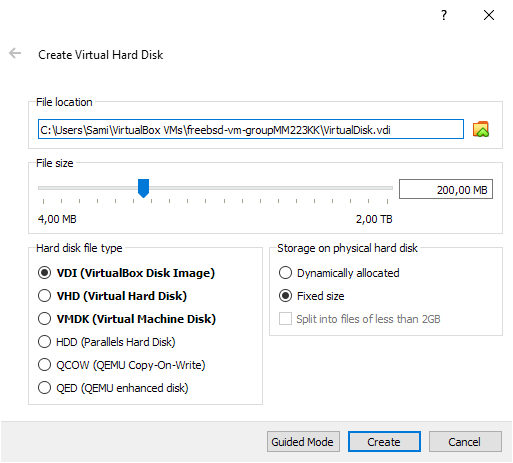 ?
Create Virtual Hard Disk
File location
C:\Users\Sami\VirtualBox VMs\freebsd-vm-groupMM223KK\VirtualDisk.vdi
File size
200,00 MB
4,00 MB 2,00 TB
Hard disk file type
VDI (VirtualBox Disk Image)
VHD (Virtual Hard Disk)
VMDK (Virtual Machine Disk)
HDD (Parallels Hard Disk)
QCOW (QEMU Copy-On-Write)
QED (QEMU enhanced disk)
Storage on physical hard disk
Dynamically allocated
Fixed size
Split into files of less than 2GB
Guided Mode Create Cancel